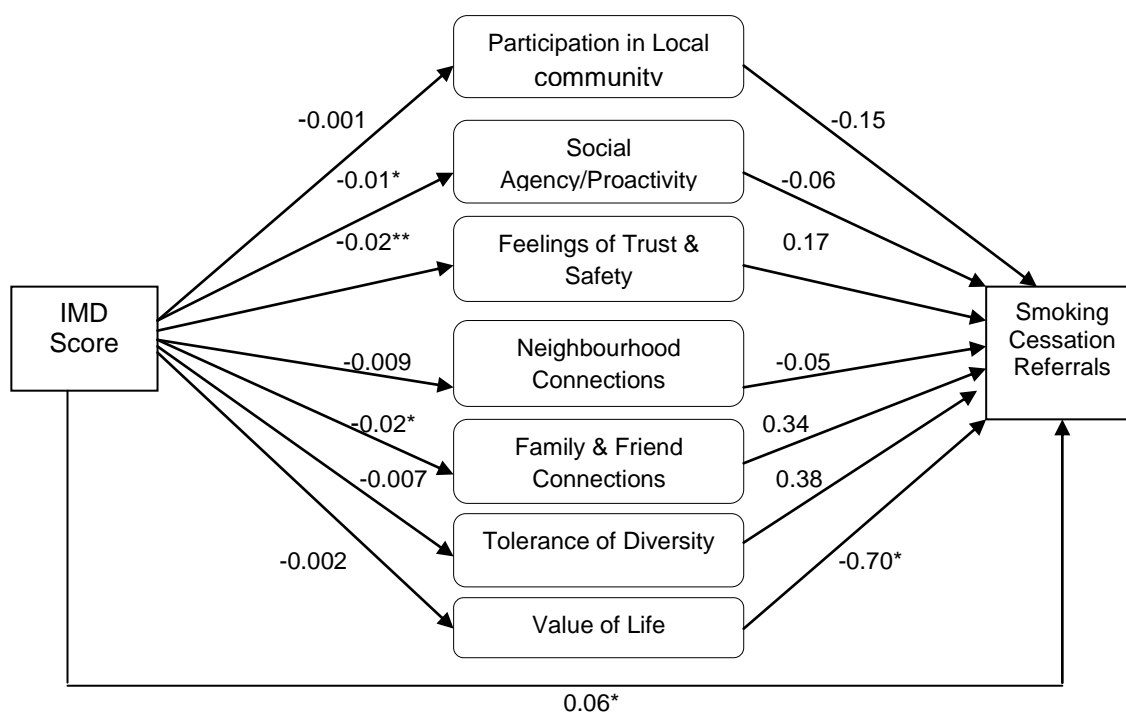 Participation in Local
community
-0.001
-0.15
Social
Agency/Proactivity
-0.01*
-0.06
-0.02**
Feelings of Trust &
Safety
0.17
IMD
Score
Smoking
Cessation
Referrals
Neighbourhood
Connections
-0.009
-0.05
-0.02*
Family & Friend
Connections
0.34
-0.007
0.38
Tolerance of Diversity
-0.002
-0.70*
Value of Life
0.06*